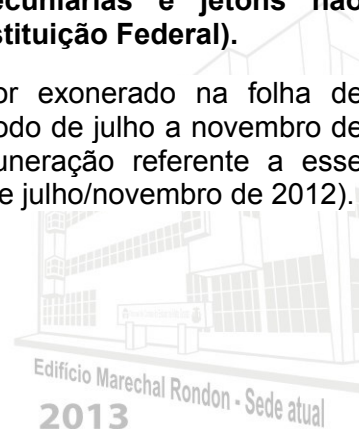 ecuniárias e jetons não
stituição Federal).
or exonerado na folha de
odo de julho a novembro de
uneração referente a esse
e julho/novembro de 2012).
Edifício Marechal Rondon - Sede atual
2013